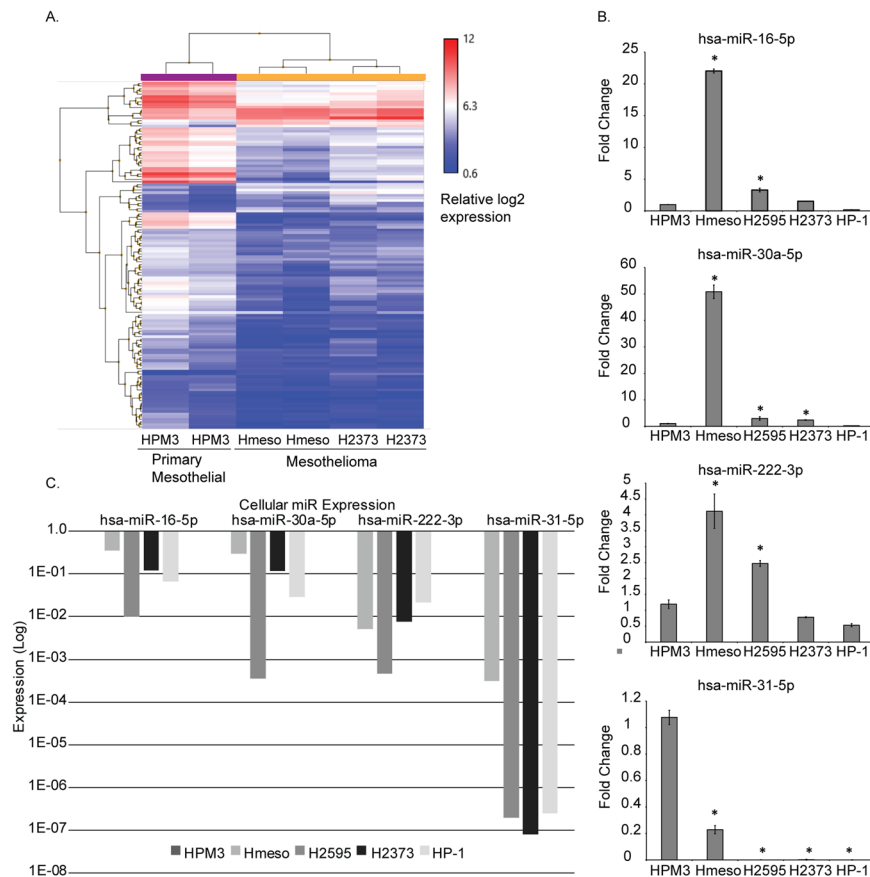 A.
12
6.3
0.6
Relative log2
expression
HPM3 HPM3 Hmeso Hmeso H2373 H2373
Primary
Mesothelial
Mesothelioma
B.
hsa-miR-16-5p
Fold Change
25
20
15
10
5
0
*
*
HPM3 Hmeso H2595 H2373 HP-1
hsa-miR-30a-5p
Fold Change
60
50
40
30
20
10
0
*
*
*
HPM3 Hmeso H2595 H2373 HP-1
hsa-miR-222-3p
Fold Change
5
4.5
4
3.5
3
2.5
2
1.5
1
0.5
0
*
*
HPM3 Hmeso H2595 H2373 HP-1
hsa-miR-31-5p
Fold Change
1.2
1
0.8
0.6
0.4
0.2
0
*
*
*
*
HPM3 Hmeso H2595 H2373 HP-1
C.
Cellular miR Expression
hsa-miR-16-5p hsa-miR-30a-5p hsa-miR-222-3p hsa-miR-31-5p
Expression (Log)
1.0
1E-01
1E-02
1E-03
1E-04
1E-05
1E-06
1E-07
1E-08
HPM3 Hmeso H2595 H2373 HP-1